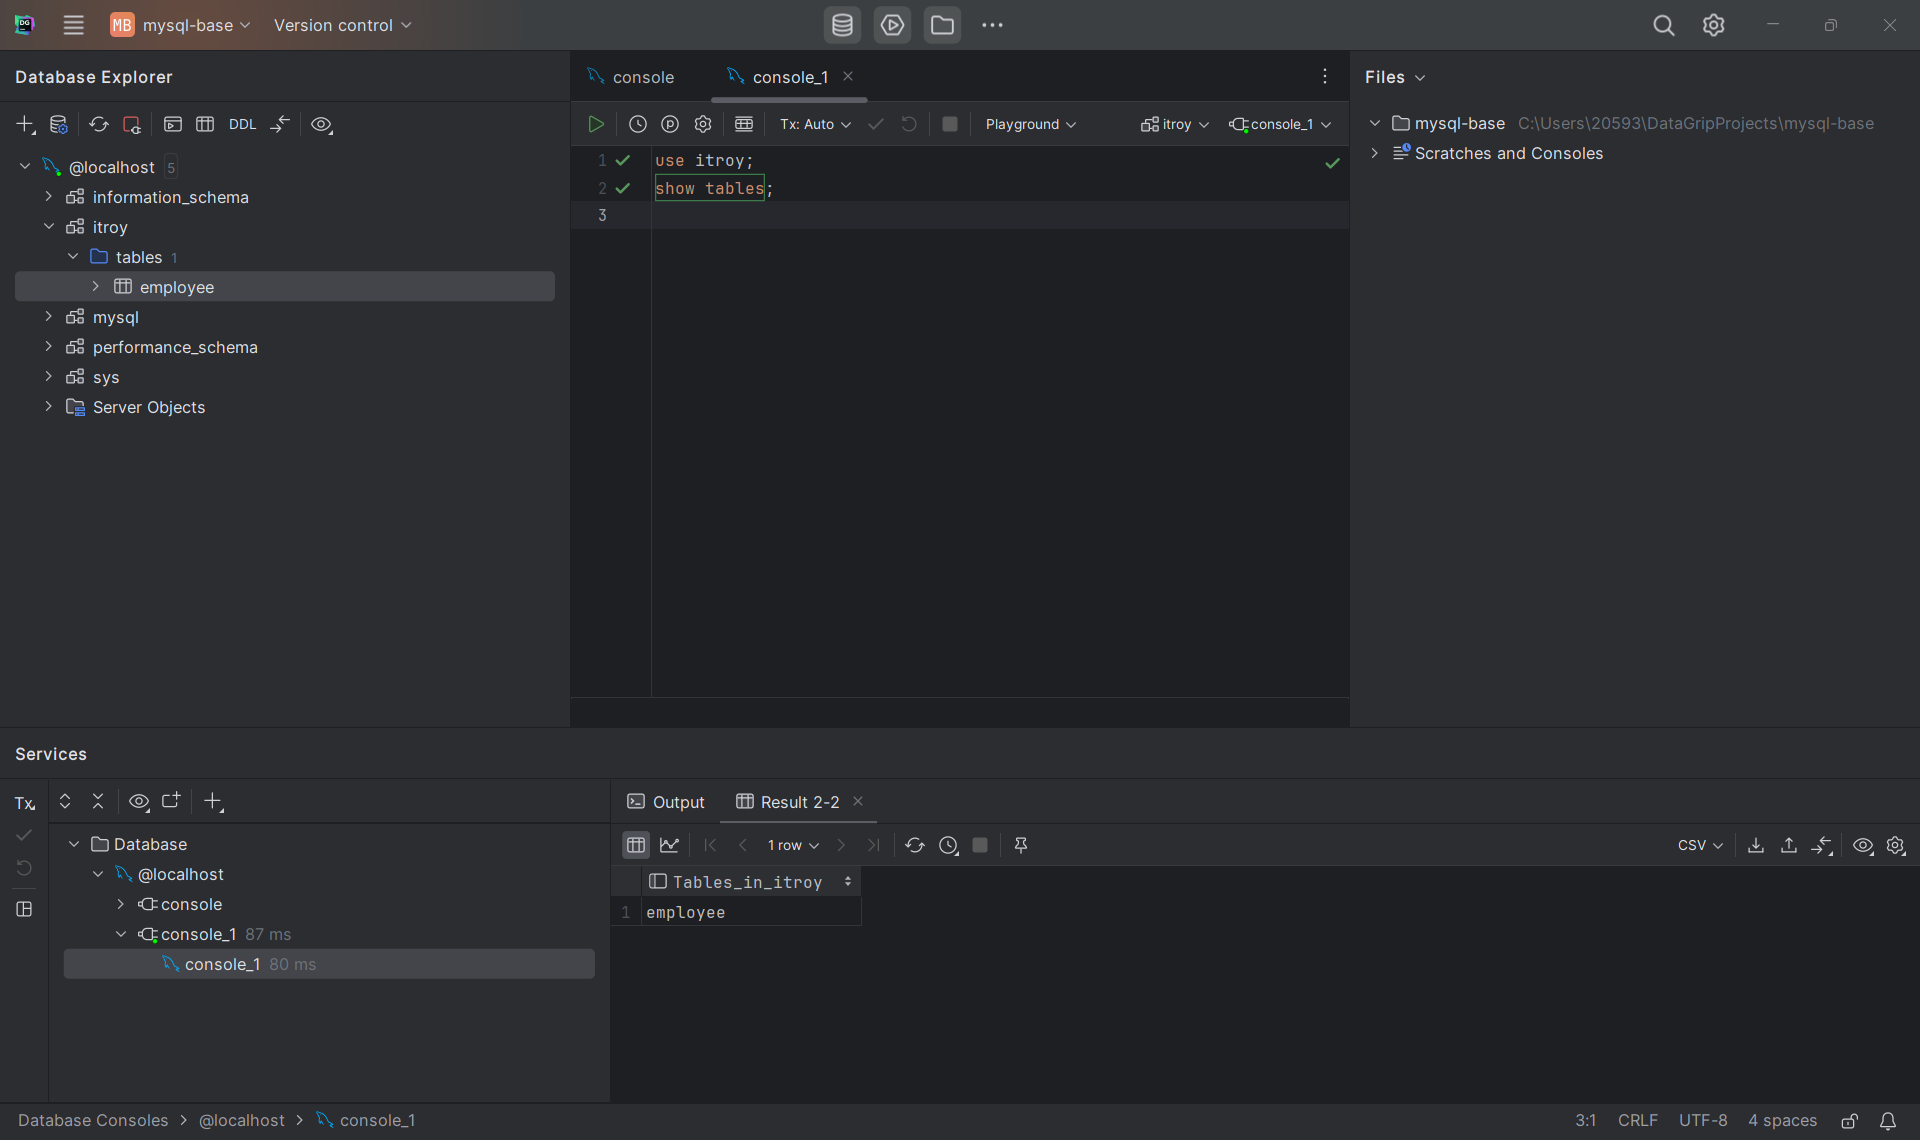 MB mysql-base Version control
Database Explorer
DDL
@localhost 5
information_schema
itroy
tables 1
employee
mysql
performance_schema
sys
Server Objects
console console_1
Tx: Auto Playground itroy console_1
1 use itroy;
2 show tables;
3
Files
mysql-base C:\Users\20593\DataGripProjects\mysql-base
Scratches and Consoles
Services
Tx
Database
@localhost
console
console_1 87 ms
console_1 80 ms
Output Result 2-2
1 row CSV
Tables_in_itroy
1 employee
Database Consoles > @localhost > console_1
3:1 CRLF UTF-8 4 spaces